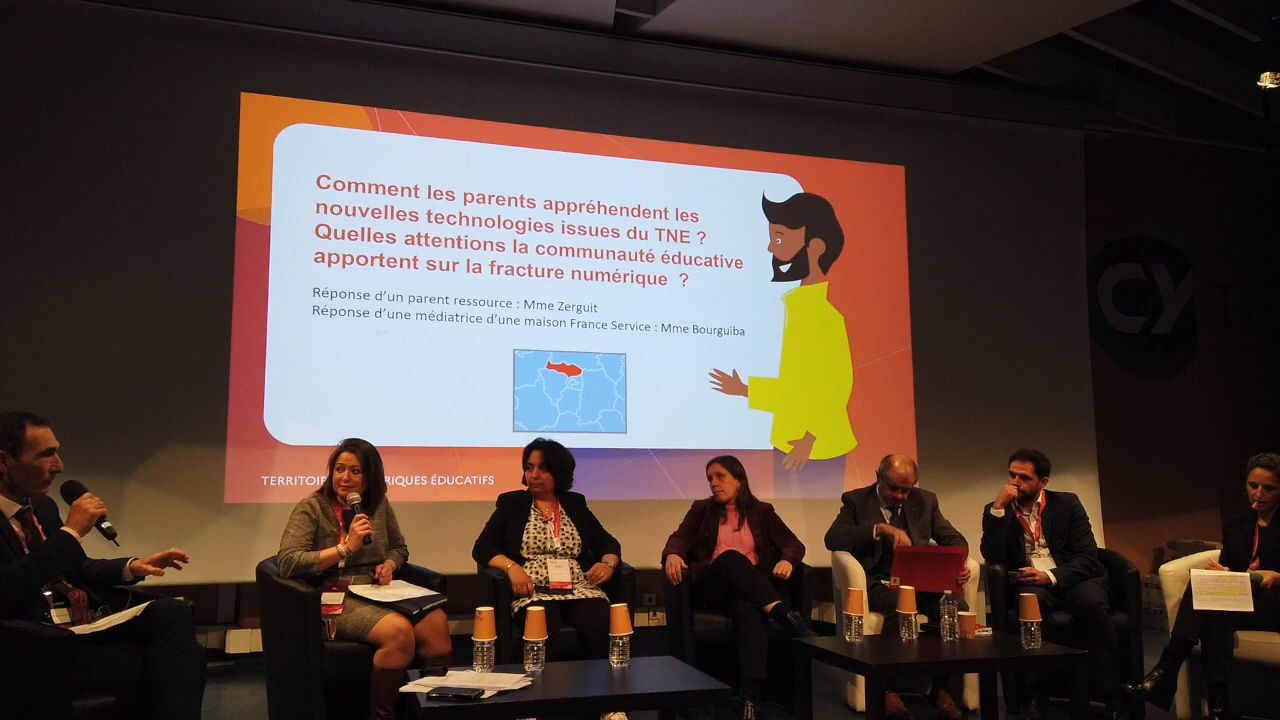 Comment les parents appréhendent les
nouvelles technologies issues du TNE ?
Quelles attentions la communauté éducative
apportent sur la fracture numérique ?
Réponse d'un parent ressource : Mme Zerguit
Réponse d'une médiatrice d'une maison France Service : Mme Bourguiba
TERRITOIR RIQUES ÉDUCATIFS
CY